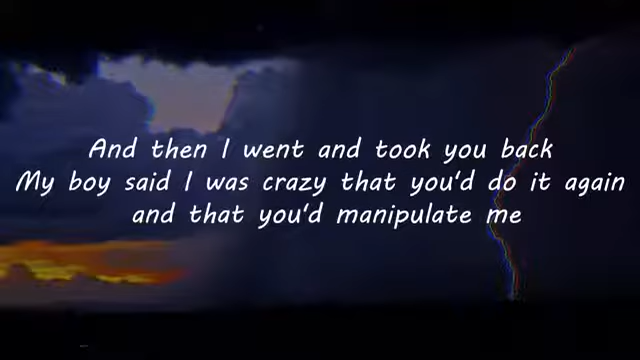 And then I went and took you back
My boy said I was crazy that you'd do it again
and that you'd manipulate me